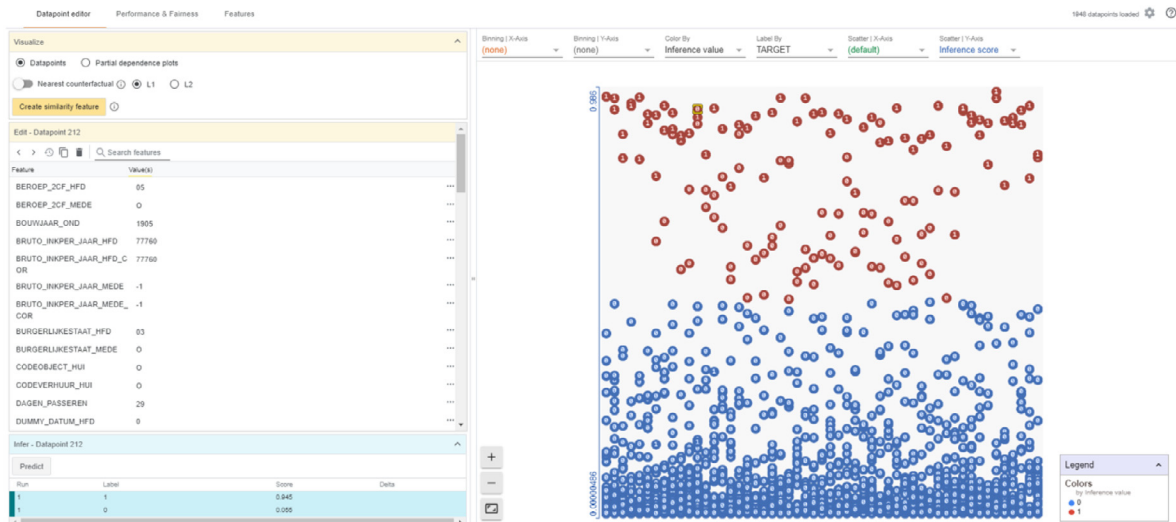 Datapoint editor Performance & Fairness Features 1946 datapoints loaded
Visualize
Datapoints Partial dependence plots
Nearest counterfactual L1 L2
Create similarity feature
Edit - Datapoint 212
Search features
Feature Value(s)
BEROEP_2CF_HFD 05
BEROEP_2CF_MEDE O
BOUWJAAR_OND 1905
BRUTO_INKPER_JAAR_HFD 77760
BRUTO_INKPER_JAAR_HFD_C 77760
OR
BRUTO_INKPER_JAAR_MEDE -1
BRUTO_INKPER_JAAR_MEDE_ -1
COR
BURGERLIJKESTAAT_HFD 03
BURGERLIJKESTAAT_MEDE O
CODEOBJECT_HUI O
CODEVERHUUR_HUI O
DAGEN_PASSEREN 29
DUMMY_DATUM_HFD 0
Infer - Datapoint 212
Predict
Run Label Score Delta
1 1 0.945
1 0 0.055
Binning | X-Axis Binning | Y-Axis Color By Label By Scatter | X-Axis Scatter | Y-Axis
(none) (none) Inference value TARGET (default) Inference score
0.986
0.00000486
Legend
Colors
by Inference value
0
1